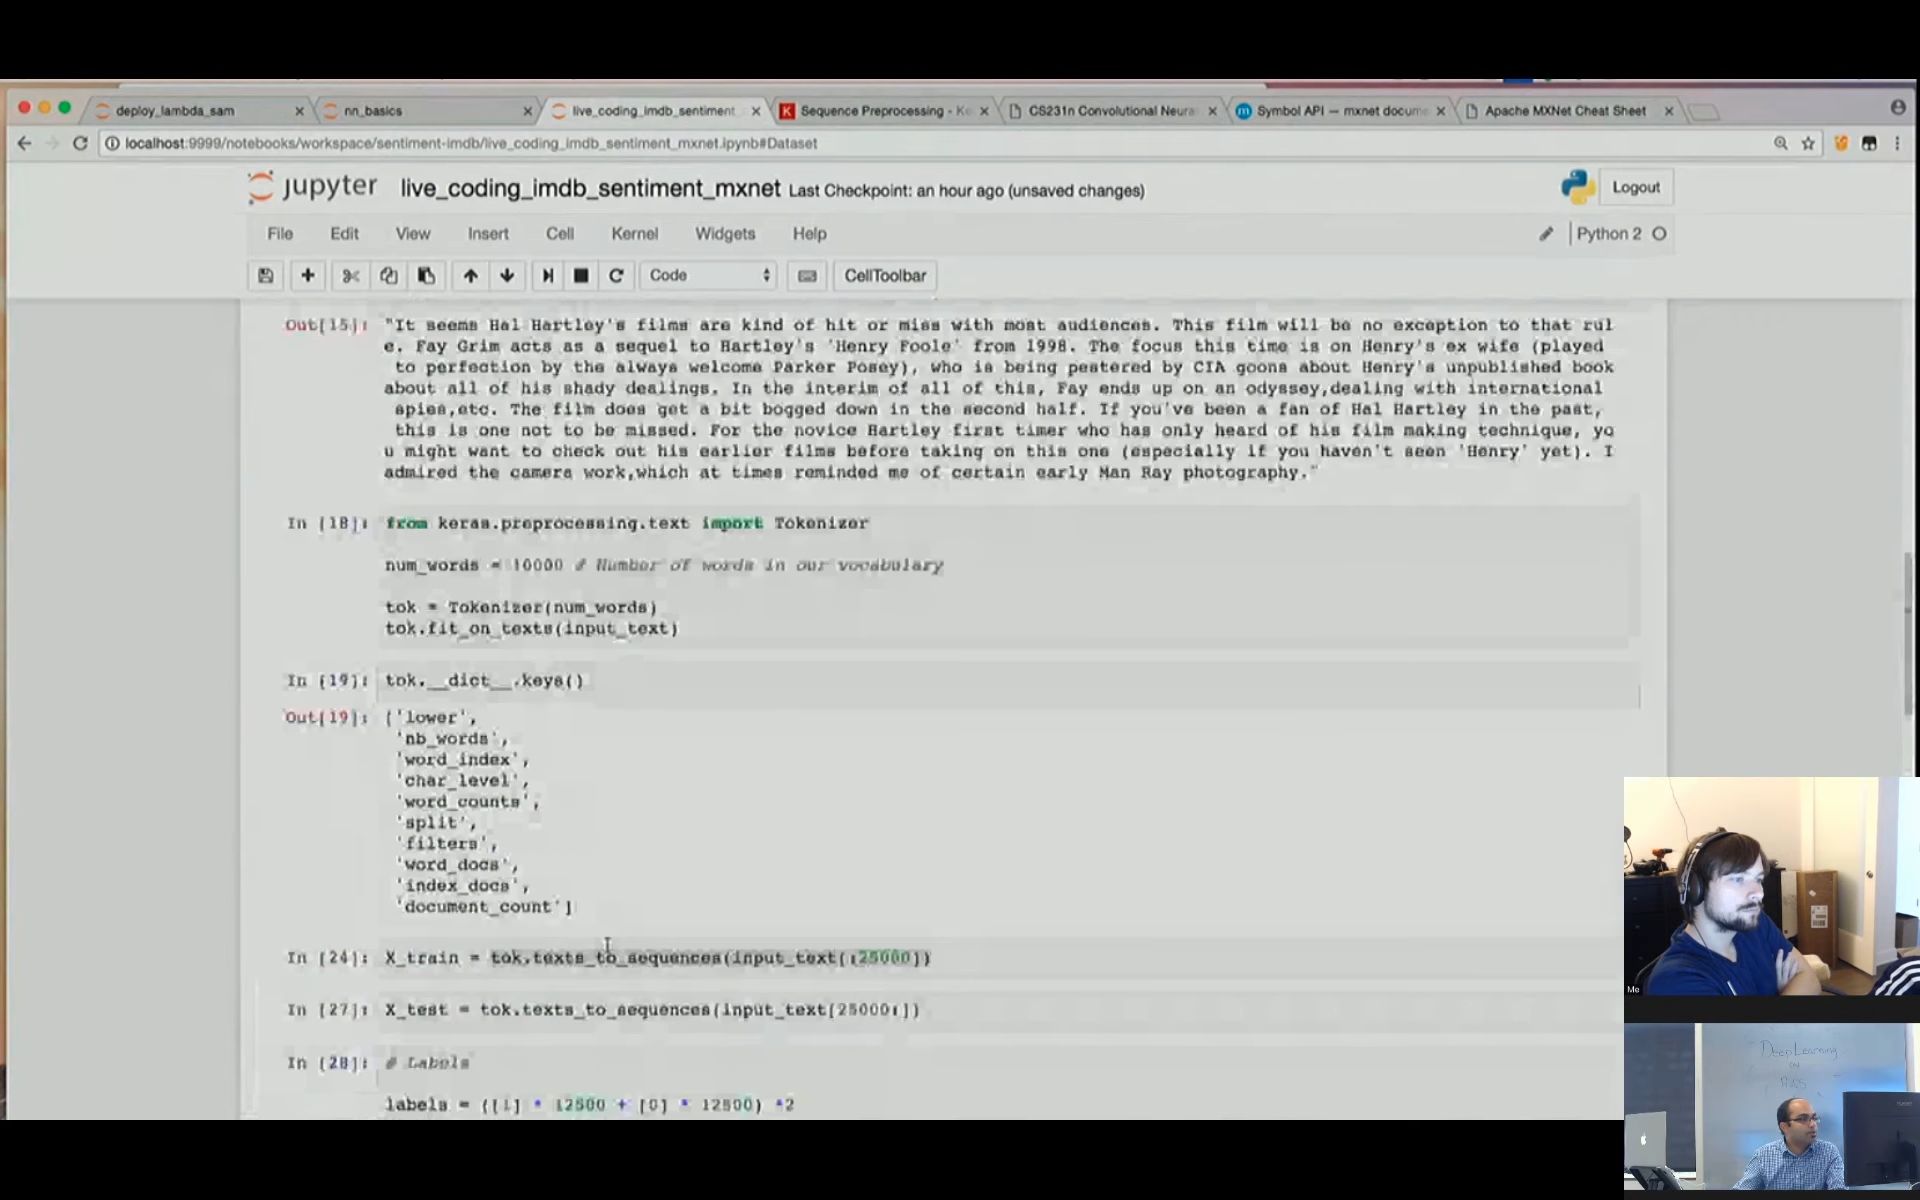 deploy_lambda_sam
nn_basics
live_coding_imdb_sentiment
Sequence Preprocessing - Ke
CS231n Convolutional Neura
Symbol API — mxnet docum
Apache MXNet Cheat Sheet
localhost:9999/notebooks/workspace/sentiment-imdb/live_coding_imdb_sentiment_mxnet.ipynb#Dataset
jupyter live_coding_imdb_sentiment_mxnet Last Checkpoint: an hour ago (unsaved changes)
Logout
File Edit View Insert Cell Kernel Widgets Help
Python 2
Code
CellToolbar
Out[15]: "It seems Hal Hartley's films are kind of hit or miss with most audiences. This film will be no exception to that rul
e. Fay Grim acts as a sequel to Hartley's 'Henry Foole' from 1998. The focus this time is on Henry's ex wife (played
to perfection by the always welcome Parker Posey), who is being pestered by CIA goons about Henry's unpublished book
about all of his shady dealings. In the interim of all of this, Fay ends up on an odyssey,dealing with international
spies,etc. The film does get a bit bogged down in the second half. If you've been a fan of Hal Hartley in the past,
this is one not to be missed. For the novice Hartley first timer who has only heard of his film making technique, yo
u might want to check out his earlier films before taking on this one (especially if you haven't seen 'Henry' yet). I
admired the camera work,which at times reminded me of certain early Man Ray photography."
In [18]: from keras.preprocessing.text import Tokenizer
num_words = 10000 # Number of words in our vocabulary
tok = Tokenizer(num_words)
tok.fit_on_texts(input_text)
In [19]: tok.__dict__.keys()
Out[19]: ['lower',
'nb_words',
'word_index',
'char_level',
'word_counts',
'split',
'filters',
'word_docs',
'index_docs',
'document_count']
In [24]: X_train = tok.texts_to_sequences(input_text[:25000])
In [27]: X_test = tok.texts_to_sequences(input_text[25000:])
In [28]: # Labels
labels = ([1] * 12500 + [0] * 12500) *2
Me
Deep Learning
on
AWS